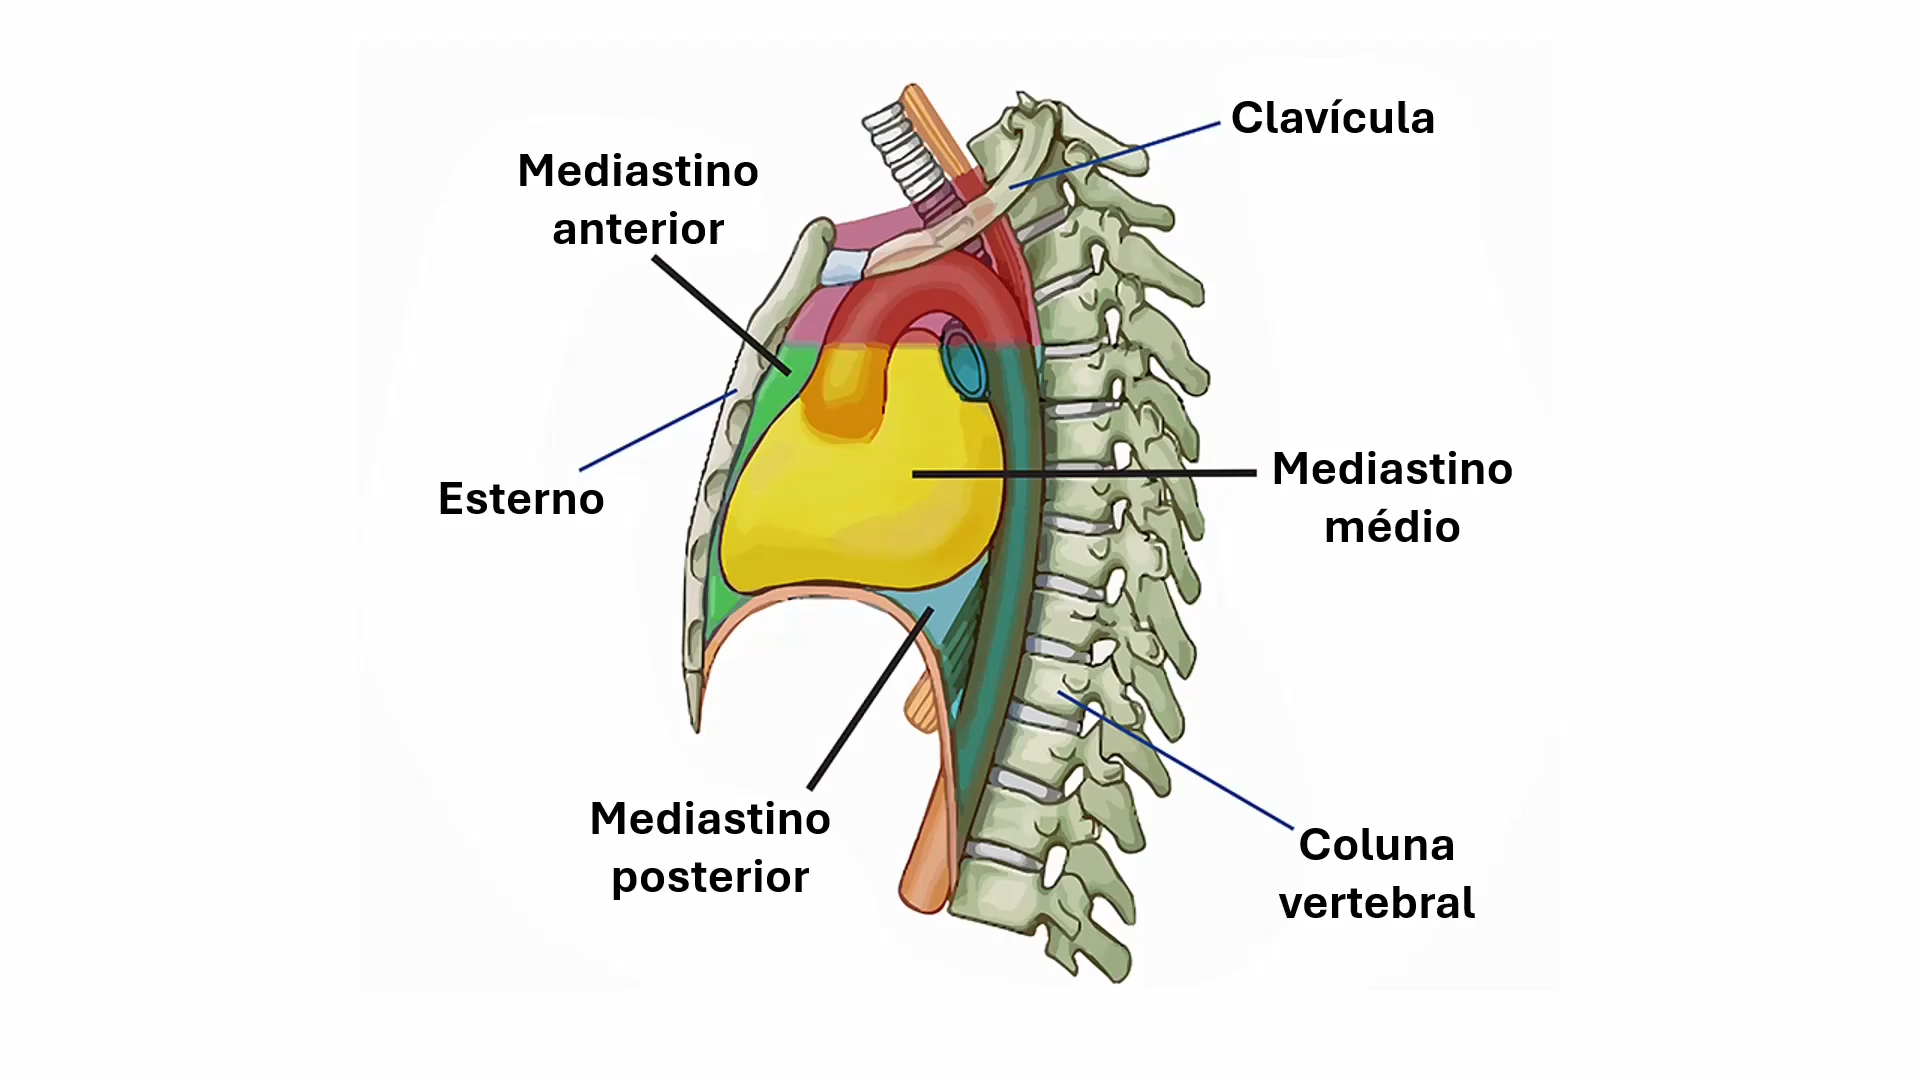 Clavícula
Mediastino
anterior
Esterno
Mediastino
médio
Mediastino
posterior
Coluna
vertebral